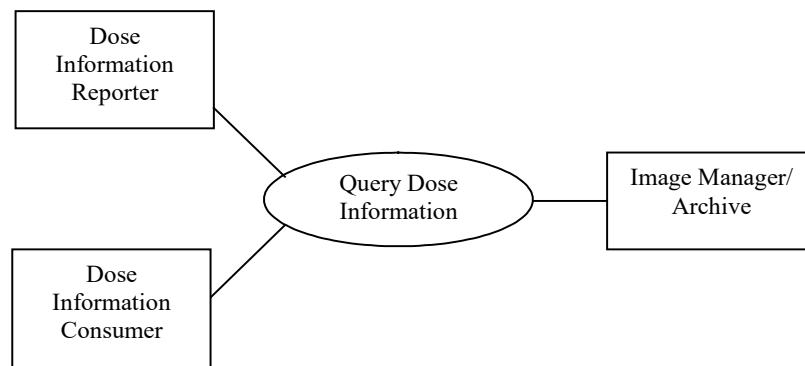 Dose
Information
Reporter
Query Dose
Information
Image Manager/
Archive
Dose
Information
Consumer